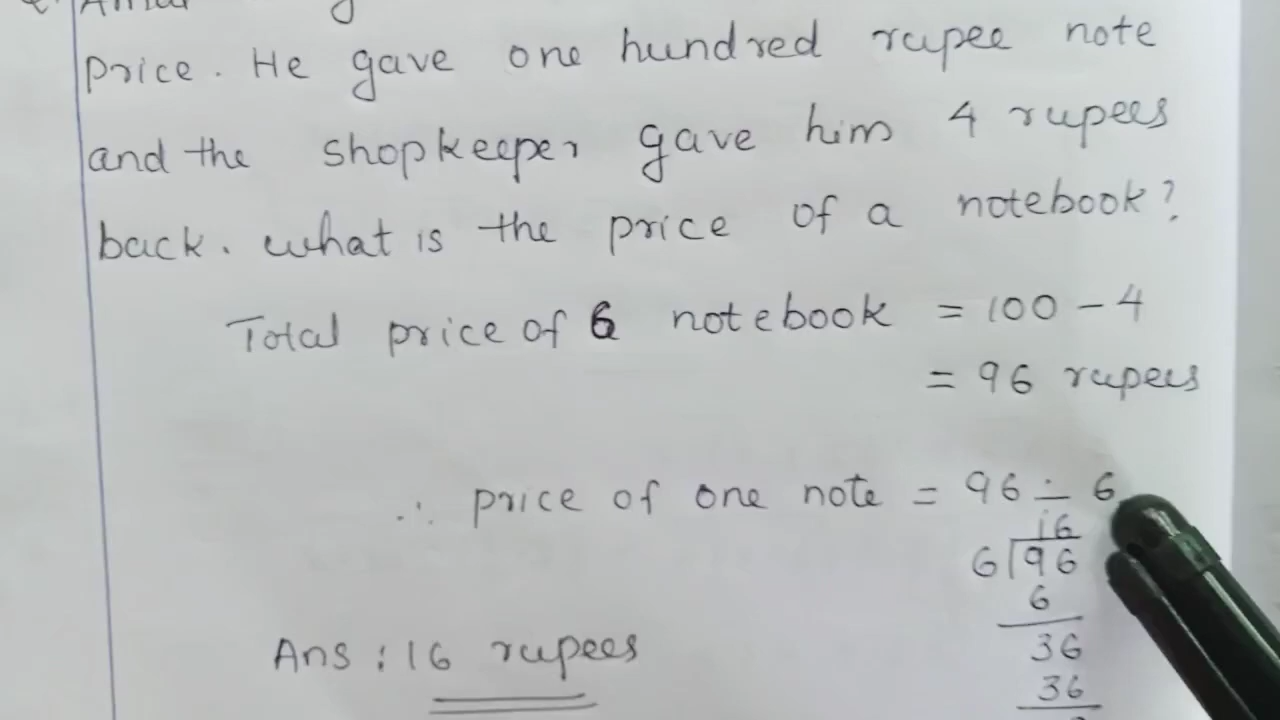 price. He gave one hundred rupee note
and the shopkeeper gave him 4 rupees
back. what is the price of a notebook?
Total price of 6 notebook = 100 - 4
= 96 rupees
∴ price of one note = 96 ÷ 6
16
6 96
6
36
36
Ans : 16 rupees